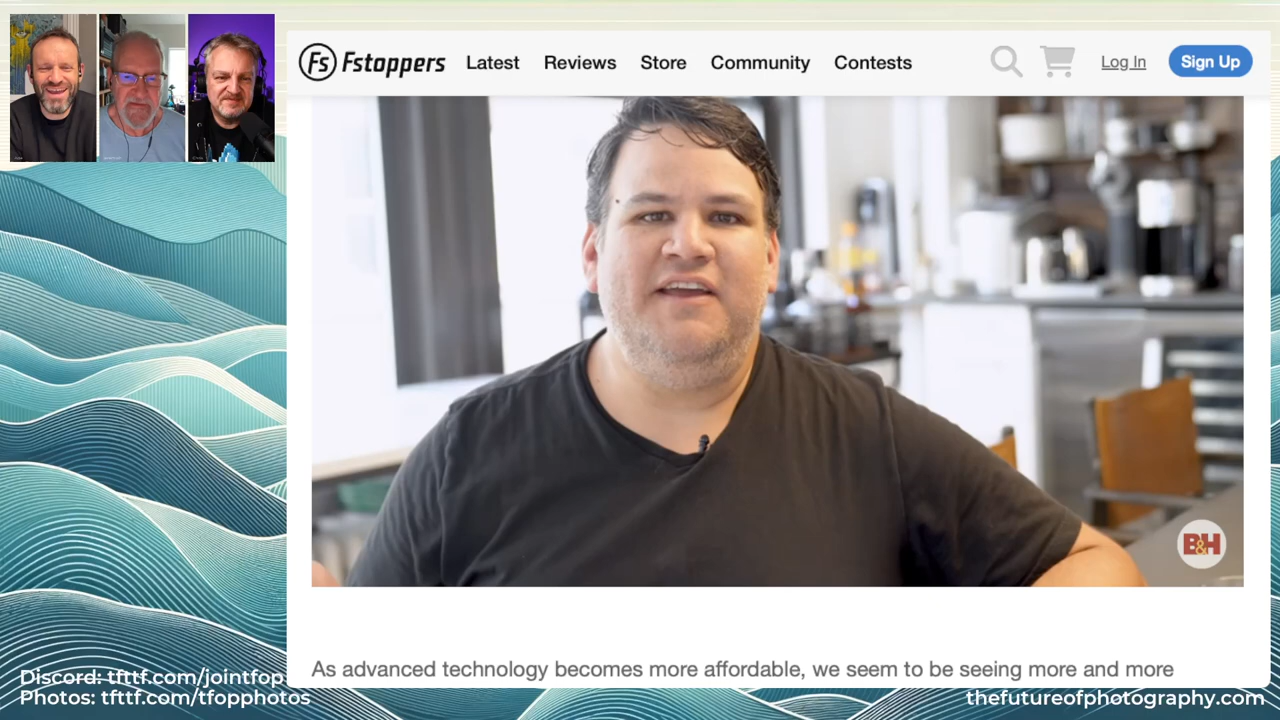 Fs Fstoppers Latest Reviews Store Community Contests Log In Sign Up
B&H
As advanced technology becomes more affordable, we seem to be seeing more and more
Discord: tfttf.com/jointfop
Photos: tfttf.com/tfopphotos
thefutureofphotography.com